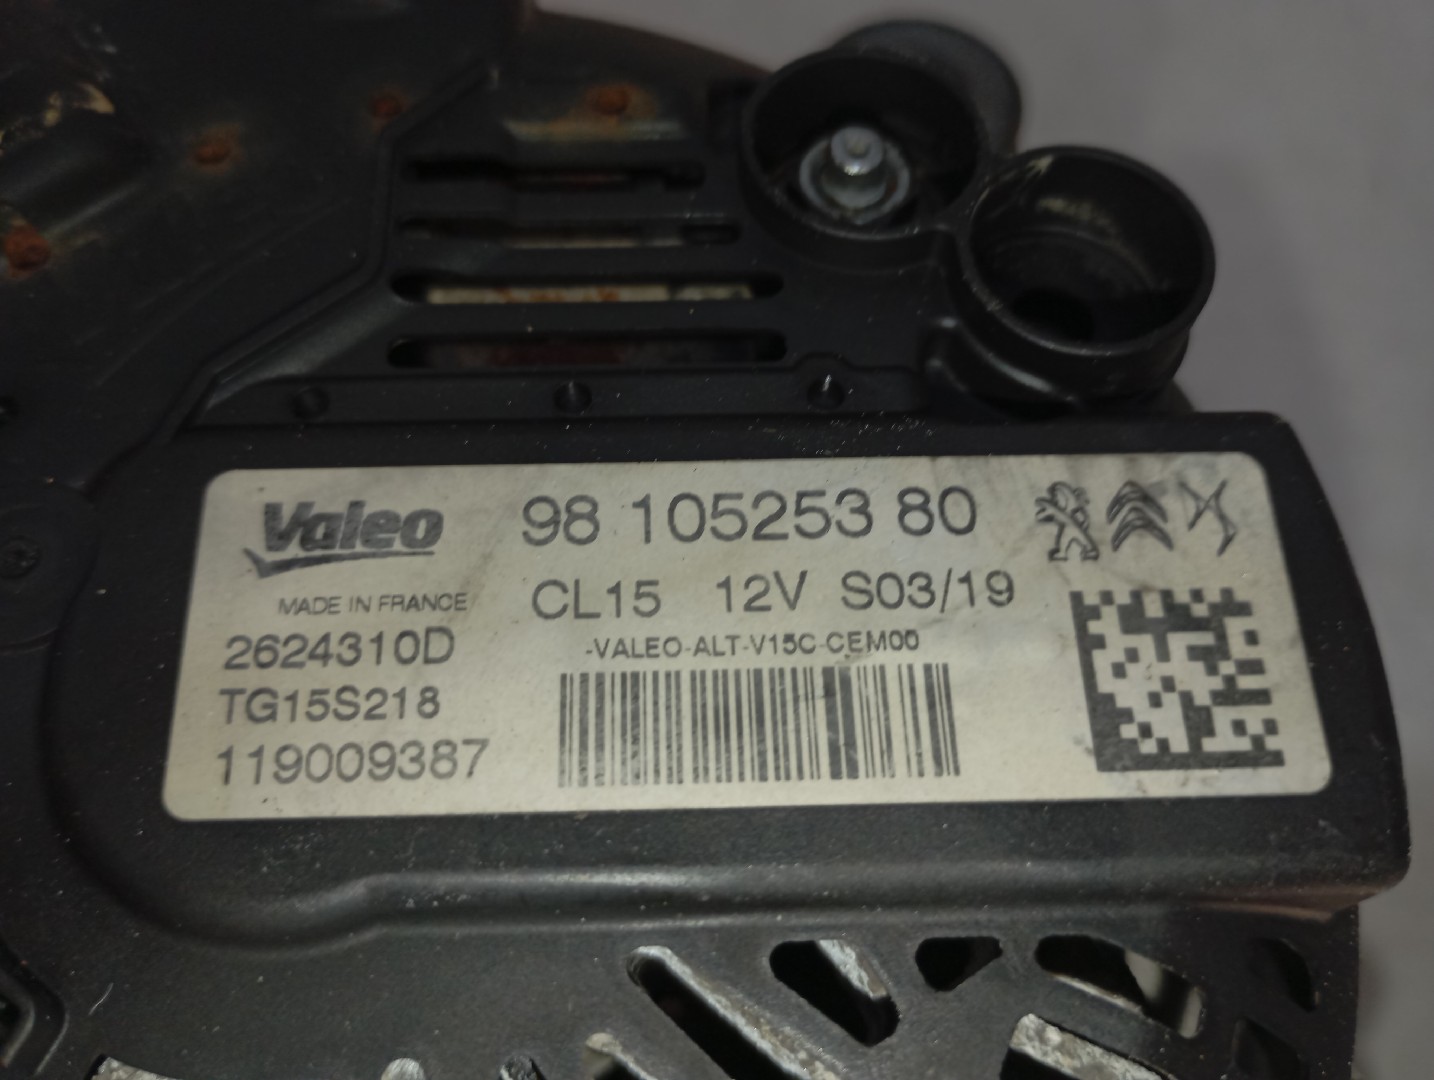 Valeo 98 105253 80
MADE IN FRANCE CL15 12V S03/19
2624310D -VALEO-ALT-V15C-CEM00
TG15S218
119009387